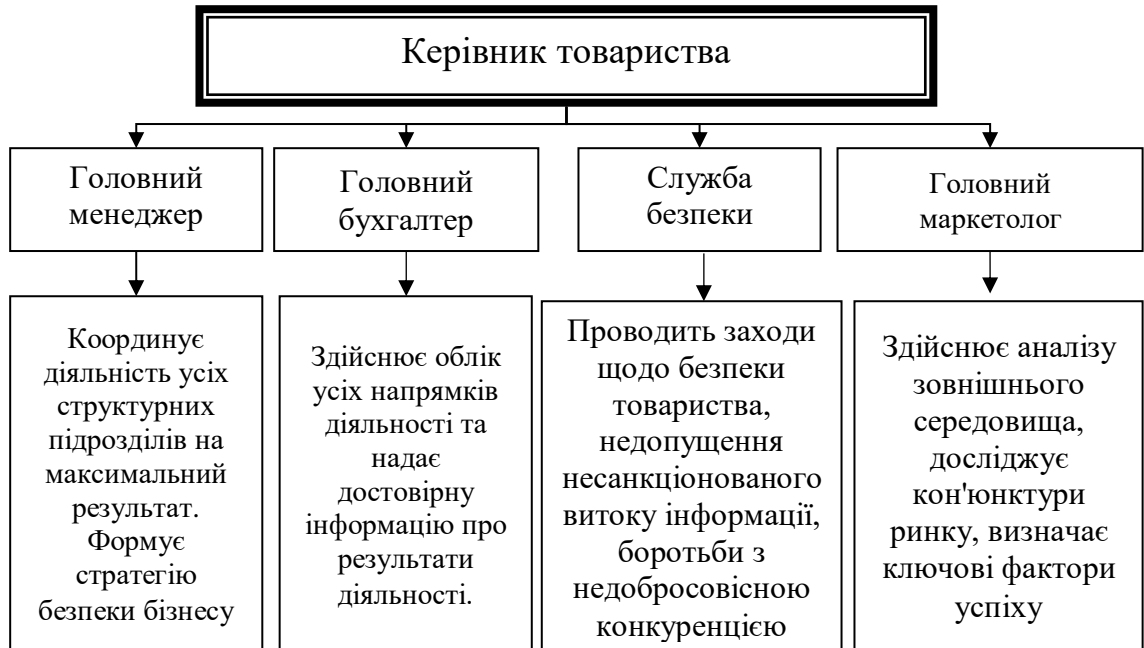 Керівник товариства
Головний
менеджер
Головний
бухгалтер
Служба
безпеки
Головний
маркетолог
Координує
діяльність усіх
структурних
підрозділів на
максимальний
результат.
Формує
стратегію
безпеки бізнесу
Здійснює облік
усіх напрямків
діяльності та
надає
достовірну
інформацію про
результати
діяльності.
Проводить заходи
щодо безпеки
товариства,
недопущення
несанкціонованого
витоку інформації,
боротьби з
недобросовісною
конкуренцією
Здійснює аналізу
зовнішнього
середовища,
досліджує
кон'юнктури
ринку, визначає
ключові фактори
успіху